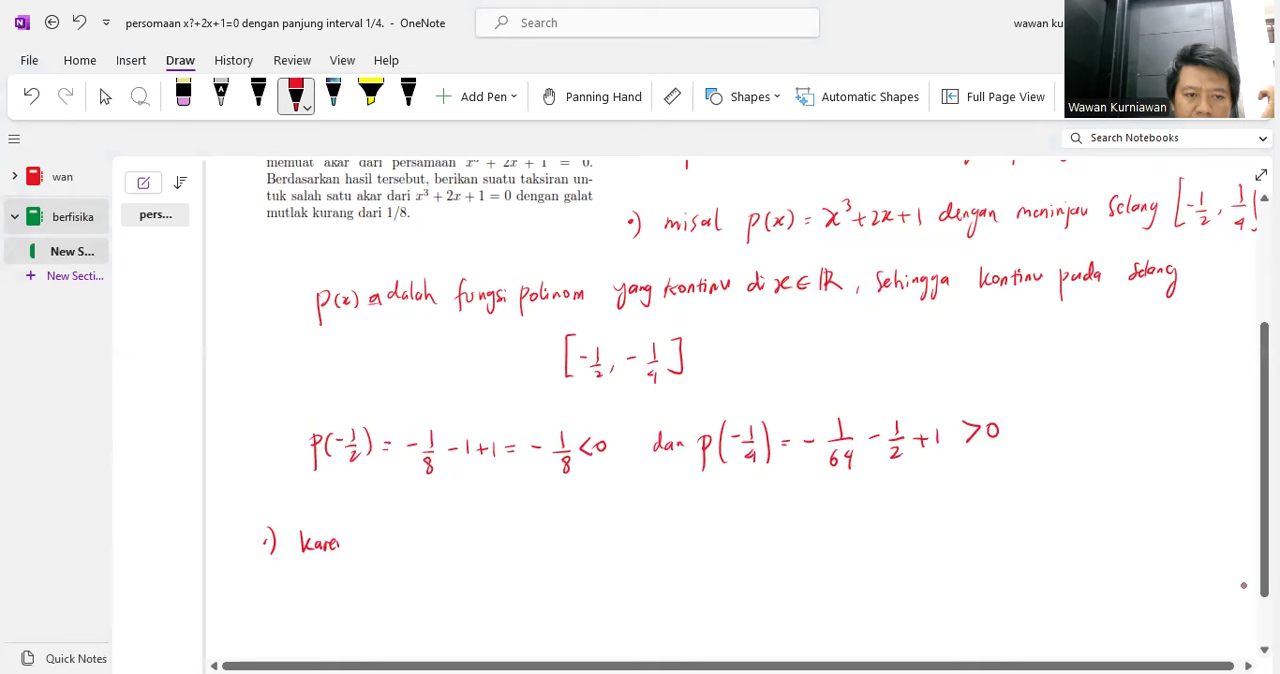 persomaan x?+2x+1=0 dengan panjung interval 1/4. - OneNote
Search
wawan ku
File Home Insert Draw History Review View Help
Add Pen
Panning Hand
Shapes
Automatic Shapes
Full Page View
Wawan Kurniawan
Search Notebooks
wan
berfisika
pers...
New S...
New Secti...
memuat akar dari persamaan x³ + 2x + 1 = 0.
Berdasarkan hasil tersebut, berikan suatu taksiran un-
tuk salah satu akar dari x³ + 2x + 1 = 0 dengan galat
mutlak kurang dari 1/8.
•) misal p(x) = x³+2x+1 dengan meninjau selang [-1/2, 1/4]
p(x) adalah fungsi polinom yang kontinu di x∈ℝ, sehingga kontinu pada selang
[-1/2, -1/4]
p(-1/2) = -1/8 -1+1 = -1/8 <0 dan p(-1/4) = -1/64 -1/2 +1 >0
•) kare
Quick Notes